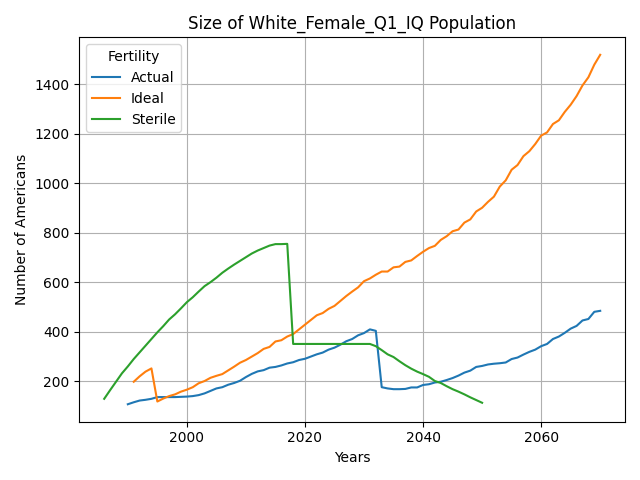 Size of White_Female_Q1_IQ Population
Fertility
Actual
Ideal
Sterile
Number of Americans
1400
1200
1000
800
600
400
200
2000
2020
2040
2060
Years